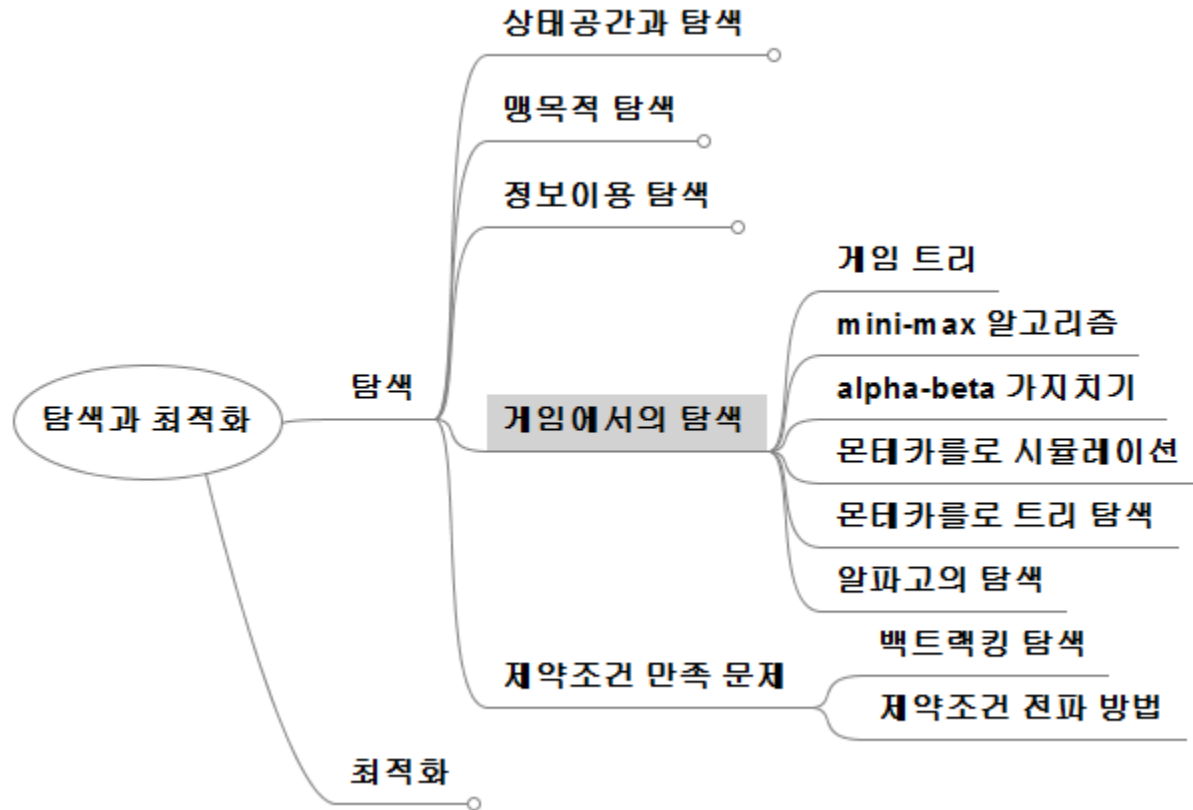 상태공간과 탐색
맹목적 탐색
정보이용 탐색
게임 트리
mini-max 알고리즘
탐색
alpha-beta 가지치기
탐색과 최적화
게임에서의 탐색
몬테카를로 시뮬레이션
몬테카를로 트리 탐색
알파고의 탐색
백트랙킹 탐색
제약조건 만족 문제
제약조건 전파 방법
최적화